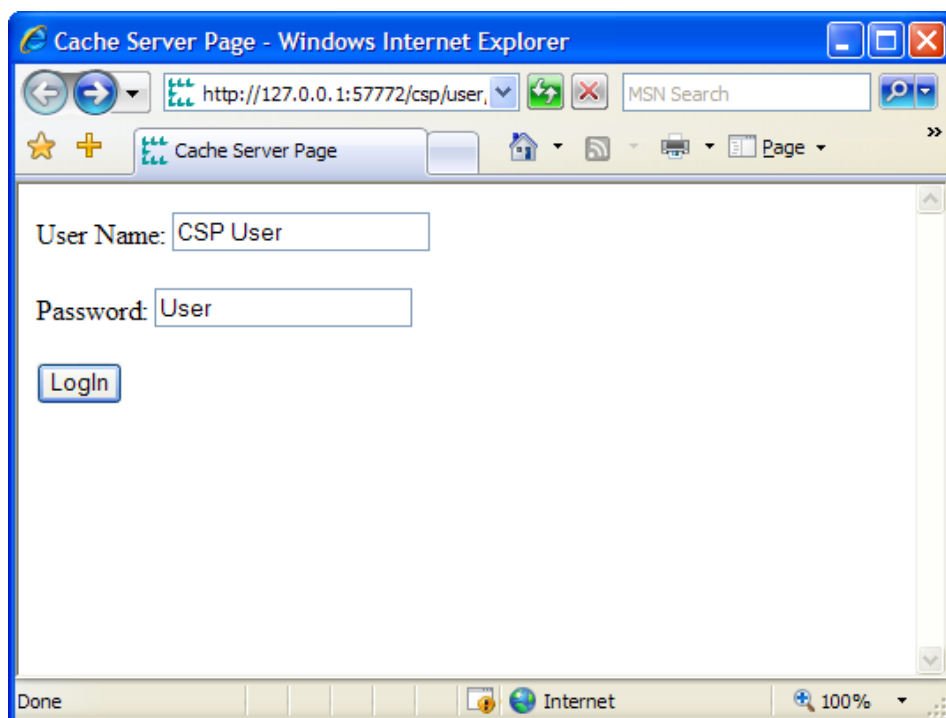 Cache Server Page - Windows Internet Explorer
http://127.0.0.1:57772/csp/user, MSN Search
Cache Server Page Page
User Name: CSP User
Password: User
LogIn
Done Internet 100%